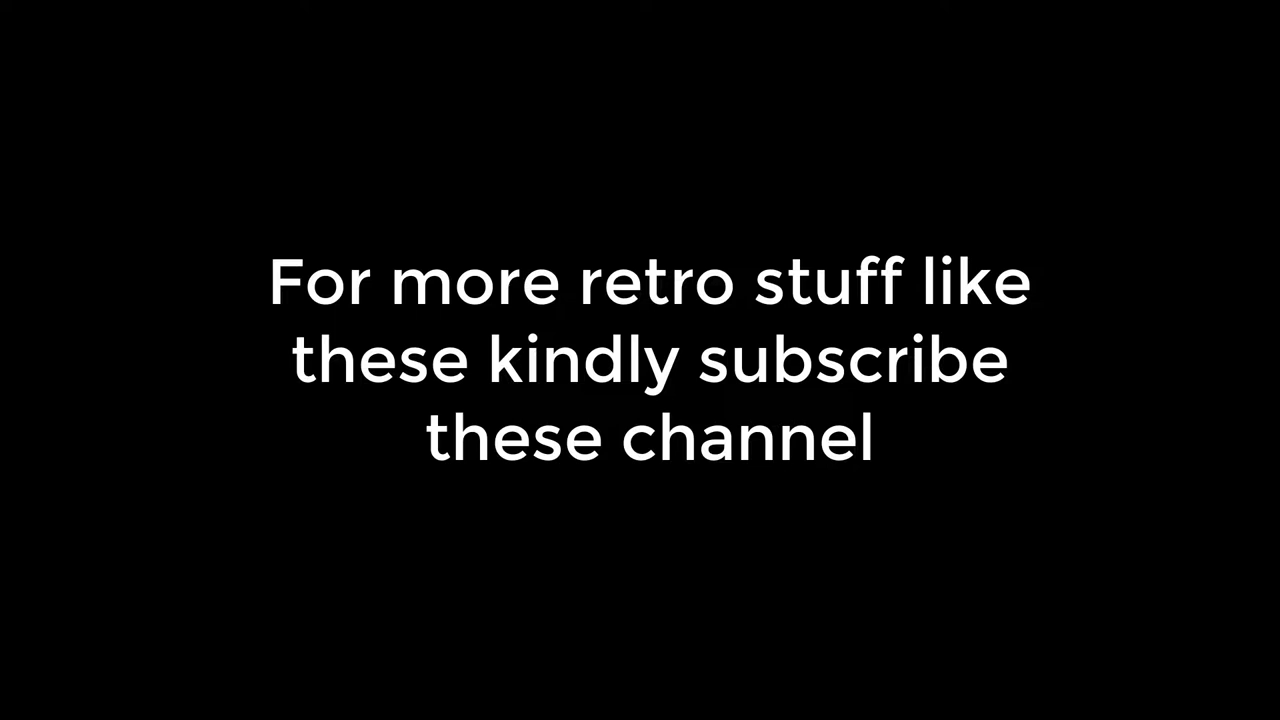 For more retro stuff like
these kindly subscribe
these channel